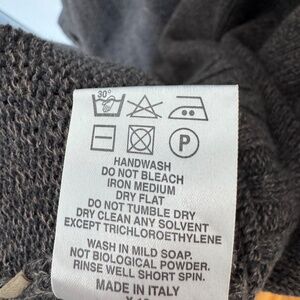 30°
P
HANDWASH
DO NOT BLEACH
IRON MEDIUM
DRY FLAT
DO NOT TUMBLE DRY
DRY CLEAN ANY SOLVENT
EXCEPT TRICHLOROETHYLENE
WASH IN MILD SOAP.
NOT BIOLOGICAL POWDER.
RINSE WELL SHORT SPIN.
MADE IN ITALY